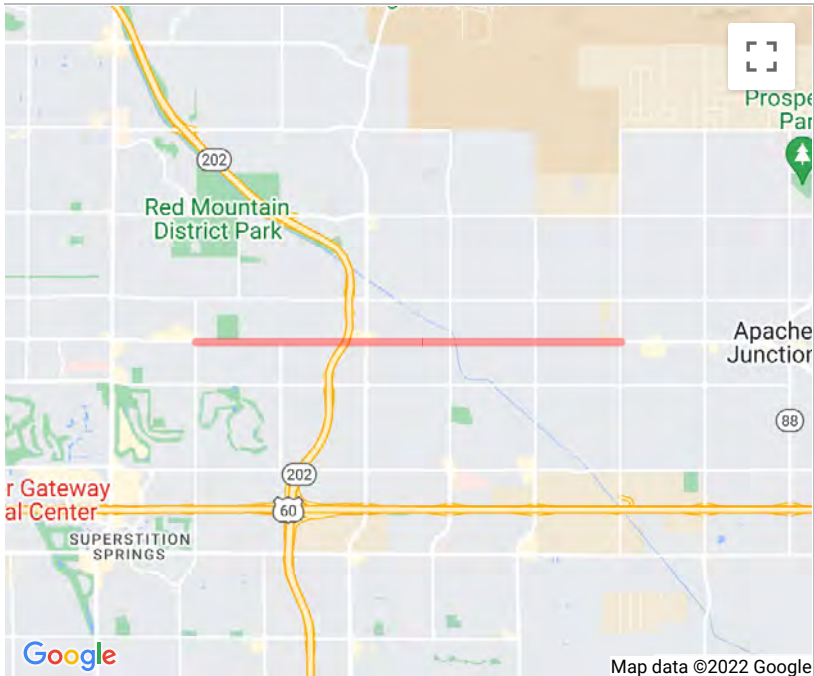 Prospe
Par
202
Red Mountain
District Park
Apache
Junction
88
202
r Gateway
al Center
60
SUPERSTITION
SPRINGS
Google
Map data ©2022 Google